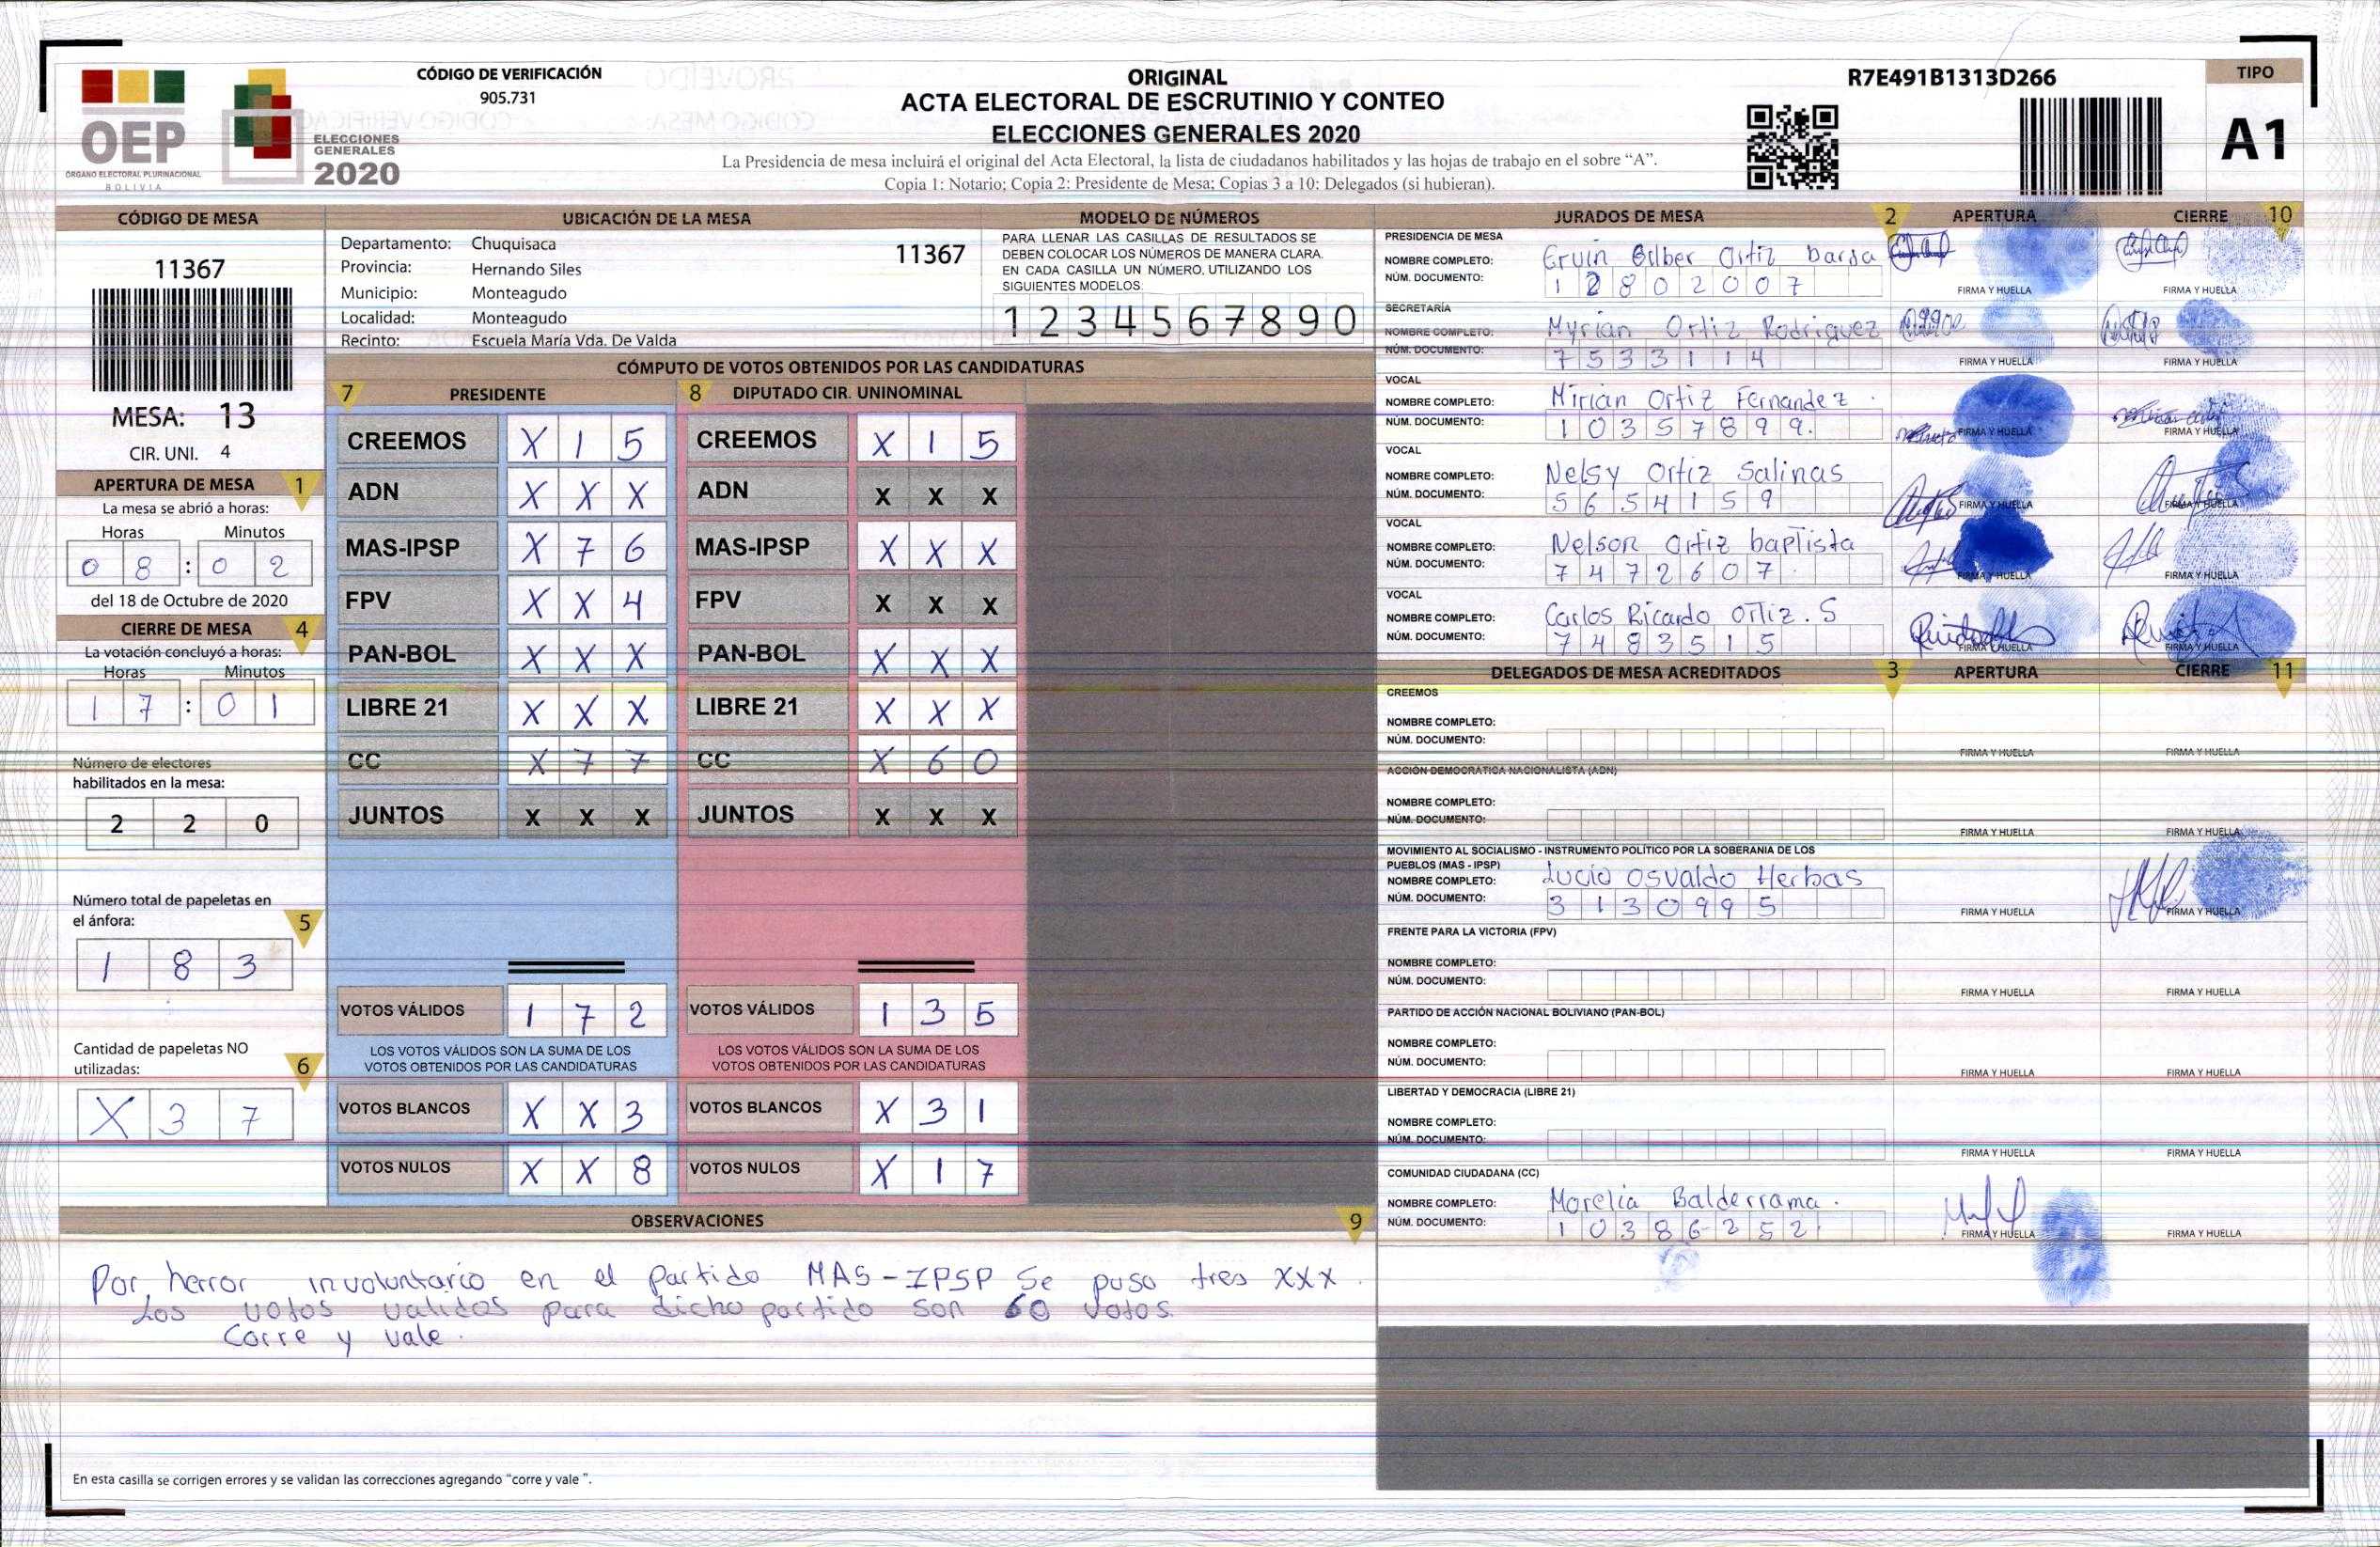 CÓDIGO DE VERIFICACIÓN
905.731
OEP
ÓRGANO ELECTORAL PLURINACIONAL
BOLIVIA
ELECCIONES
GENERALES
2020
ORIGINAL
ACTA ELECTORAL DE ESCRUTINIO Y CONTEO
ELECCIONES GENERALES 2020
La Presidencia de mesa incluirá el original del Acta Electoral, la lista de ciudadanos habilitados y las hojas de trabajo en el sobre “A”.
Copia 1: Notario; Copia 2: Presidente de Mesa; Copias 3 a 10: Delegados (si hubieran).
R7E491B1313D266
TIPO
A1
CÓDIGO DE MESA
11367
MESA: 13
CIR. UNI. 4
APERTURA DE MESA 1
La mesa se abrió a horas:
Horas Minutos
0 8 : 0 2
del 18 de Octubre de 2020
CIERRE DE MESA 4
La votación concluyó a horas:
Horas Minutos
1 7 : 0 1
Número de electores
habilitados en la mesa:
2 2 0
Número total de papeletas en
el ánfora: 5
1 8 3
Cantidad de papeletas NO
utilizadas: 6
X 3 7
UBICACIÓN DE LA MESA
Departamento: Chuquisaca 11367
Provincia: Hernando Siles
Municipio: Monteagudo
Localidad: Monteagudo
Recinto: Escuela María Vda. De Valda
MODELO DE NÚMEROS
PARA LLENAR LAS CASILLAS DE RESULTADOS SE
DEBEN COLOCAR LOS NÚMEROS DE MANERA CLARA.
EN CADA CASILLA UN NÚMERO, UTILIZANDO LOS
SIGUIENTES MODELOS
1 2 3 4 5 6 7 8 9 0
CÓMPUTO DE VOTOS OBTENIDOS POR LAS CANDIDATURAS
7 PRESIDENTE 8 DIPUTADO CIR. UNINOMINAL
CREEMOS X 1 5 CREEMOS X 1 5
ADN X X X ADN X X X
MAS-IPSP X 7 6 MAS-IPSP X X X
FPV X X 4 FPV X X X
PAN-BOL X X X PAN-BOL X X X
LIBRE 21 X X X LIBRE 21 X X X
CC X 7 7 CC X 6 0
JUNTOS X X X JUNTOS X X X
VOTOS VÁLIDOS 1 7 2 VOTOS VÁLIDOS 1 3 5
LOS VOTOS VÁLIDOS SON LA SUMA DE LOS LOS VOTOS VÁLIDOS SON LA SUMA DE LOS
VOTOS OBTENIDOS POR LAS CANDIDATURAS VOTOS OBTENIDOS POR LAS CANDIDATURAS
VOTOS BLANCOS X X 3 VOTOS BLANCOS X 3 1
VOTOS NULOS X X 8 VOTOS NULOS X 1 7
OBSERVACIONES 9
Por herror involuntario en el partido MAS-IPSP Se puso tres XXX.
Los votos validos para dicho partido son 60 votos.
Corre y vale.
En esta casilla se corrigen errores y se validan las correcciones agregando “corre y vale ”.
JURADOS DE MESA 2 APERTURA CIERRE 10
PRESIDENCIA DE MESA
NOMBRE COMPLETO: Ervin Gilber Ortiz
NÚM. DOCUMENTO: 1 2 8 0 2 0 0 7 FIRMA Y HUELLA FIRMA Y HUELLA
SECRETARÍA
NOMBRE COMPLETO: Myrian Ortiz Rodriguez
NÚM. DOCUMENTO: 7 5 3 3 1 1 4 FIRMA Y HUELLA FIRMA Y HUELLA
VOCAL
NOMBRE COMPLETO: Mirian Ortiz Fernandez.
NÚM. DOCUMENTO: 1 0 3 5 7 8 9 9. FIRMA Y HUELLA FIRMA Y HUELLA
VOCAL
NOMBRE COMPLETO: Nelsy Ortiz Salinas
NÚM. DOCUMENTO: 5 6 5 4 1 5 9 FIRMA Y HUELLA FIRMA Y HUELLA
VOCAL
NOMBRE COMPLETO: Nelson Ortiz baptista
NÚM. DOCUMENTO: 7 4 7 2 6 0 7. FIRMA Y HUELLA FIRMA Y HUELLA
VOCAL
NOMBRE COMPLETO: Carlos Ricardo ORTiz. S
NÚM. DOCUMENTO: 7 4 8 3 5 1 5 FIRMA Y HUELLA FIRMA Y HUELLA
DELEGADOS DE MESA ACREDITADOS 3 APERTURA CIERRE 11
CREEMOS
NOMBRE COMPLETO:
NÚM. DOCUMENTO: FIRMA Y HUELLA FIRMA Y HUELLA
ACCIÓN DEMOCRÁTICA NACIONALISTA (ADN)
NOMBRE COMPLETO:
NÚM. DOCUMENTO: FIRMA Y HUELLA FIRMA Y HUELLA
MOVIMIENTO AL SOCIALISMO - INSTRUMENTO POLÍTICO POR LA SOBERANIA DE LOS
PUEBLOS (MAS - IPSP)
NOMBRE COMPLETO: Lucio Osvaldo Herbas
NÚM. DOCUMENTO: 3 1 3 0 9 9 5 FIRMA Y HUELLA FIRMA Y HUELLA
FRENTE PARA LA VICTORIA (FPV)
NOMBRE COMPLETO:
NÚM. DOCUMENTO: FIRMA Y HUELLA FIRMA Y HUELLA
PARTIDO DE ACCIÓN NACIONAL BOLIVIANO (PAN-BOL)
NOMBRE COMPLETO:
NÚM. DOCUMENTO: FIRMA Y HUELLA FIRMA Y HUELLA
LIBERTAD Y DEMOCRACIA (LIBRE 21)
NOMBRE COMPLETO:
NÚM. DOCUMENTO: FIRMA Y HUELLA FIRMA Y HUELLA
COMUNIDAD CIUDADANA (CC)
NOMBRE COMPLETO: Morelia Balderrama.
NÚM. DOCUMENTO: 1 0 3 8 6 2 5 2 FIRMA Y HUELLA FIRMA Y HUELLA